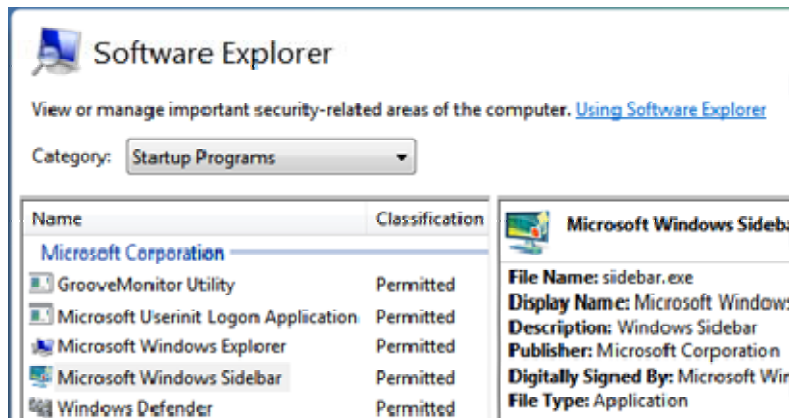 Software Explorer
View or manage important security-related areas of the computer. Using Software Explorer
Category: Startup Programs
Name Classification
Microsoft Windows Sideba
Microsoft Corporation
GrooveMonitor Utility Permitted
File Name: sidebar.exe
Microsoft Userinit Logon Application Permitted
Display Name: Microsoft Windows
Description: Windows Sidebar
Microsoft Windows Explorer Permitted
Publisher: Microsoft Corporation
Microsoft Windows Sidebar Permitted
Digitally Signed By: Microsoft Win
File Type: Application
Windows Defender Permitted